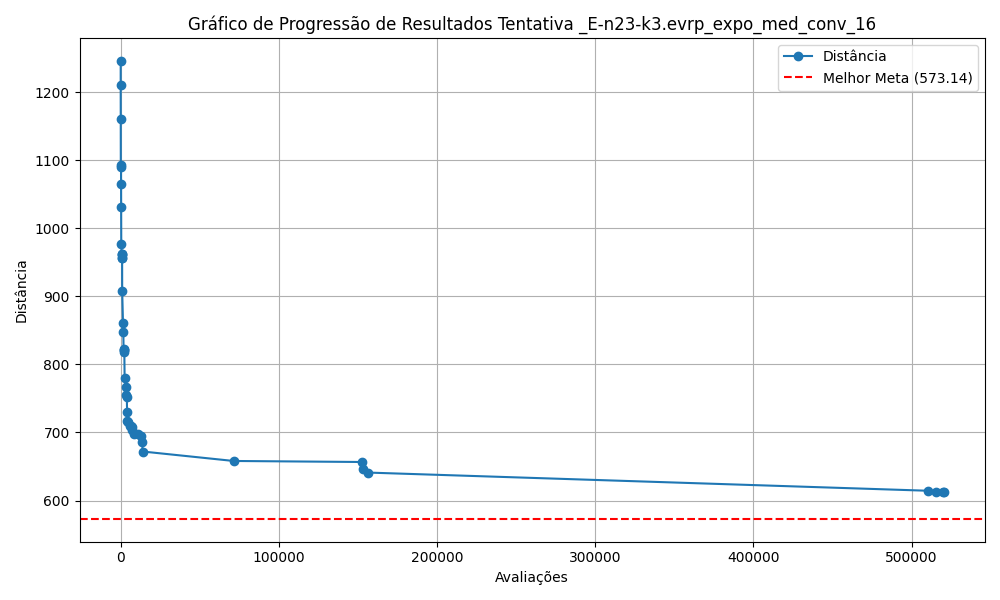 Gráfico de Progressão de Resultados Tentativa _E-n23-k3.evrp_expo_med_conv_16
Distância
Melhor Meta (573.14)
Distância
1200
1100
1000
900
800
700
600
0
100000
200000
300000
400000
500000
Avaliações